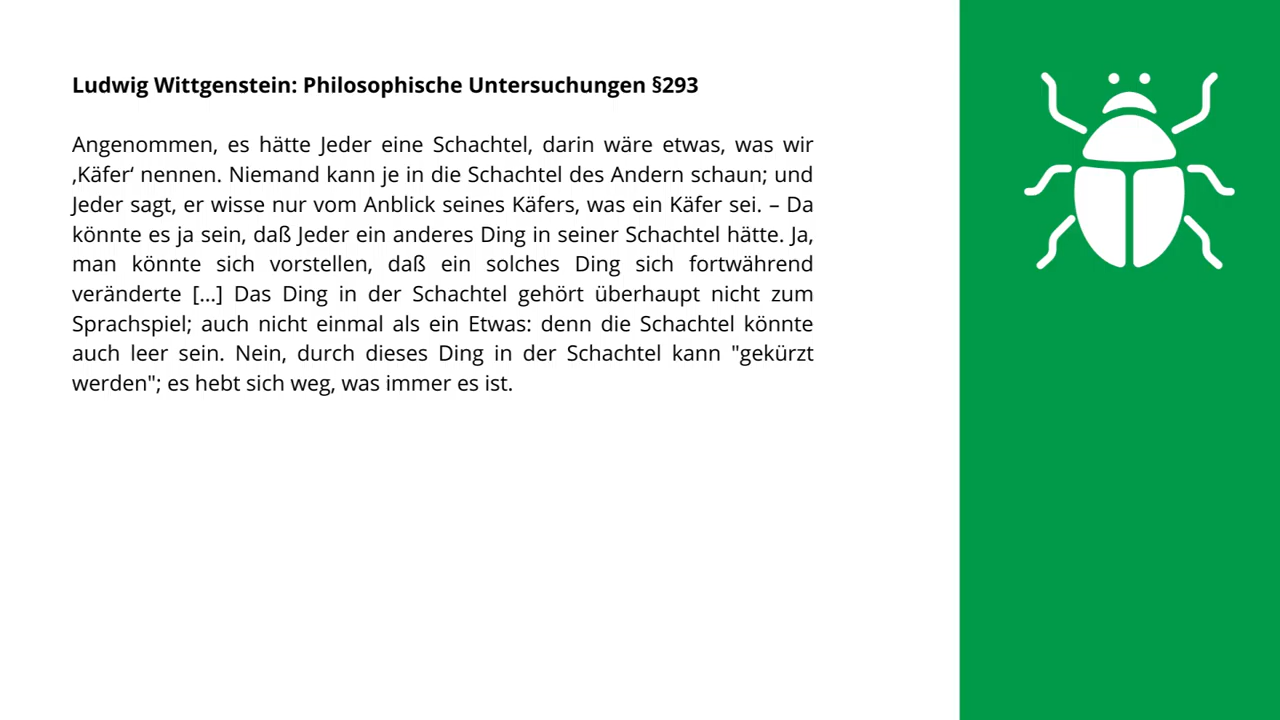 Ludwig Wittgenstein: Philosophische Untersuchungen §293
Angenommen, es hätte Jeder eine Schachtel, darin wäre etwas, was wir
‚Käfer‘ nennen. Niemand kann je in die Schachtel des Andern schaun; und
Jeder sagt, er wisse nur vom Anblick seines Käfers, was ein Käfer sei. – Da
könnte es ja sein, daß Jeder ein anderes Ding in seiner Schachtel hätte. Ja,
man könnte sich vorstellen, daß ein solches Ding sich fortwährend
veränderte [...] Das Ding in der Schachtel gehört überhaupt nicht zum
Sprachspiel; auch nicht einmal als ein Etwas: denn die Schachtel könnte
auch leer sein. Nein, durch dieses Ding in der Schachtel kann "gekürzt
werden"; es hebt sich weg, was immer es ist.